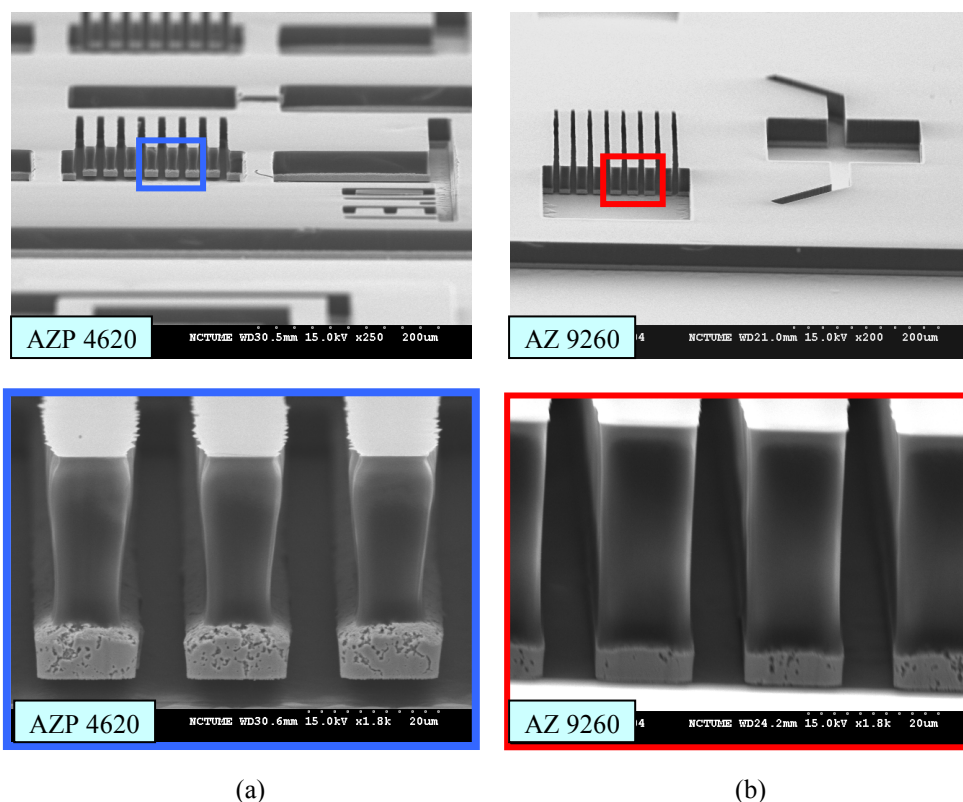 AZP 4620
NCTUME WD30.5mm 15.0kV x250 200um
AZ 9260
4 NCTUME WD21.0mm 15.0kV x200 200um
AZP 4620
NCTUME WD30.6mm 15.0kV x1.8k 20um
AZ 9260
4 NCTUME WD24.2mm 15.0kV x1.8k 20um
(a)
(b)